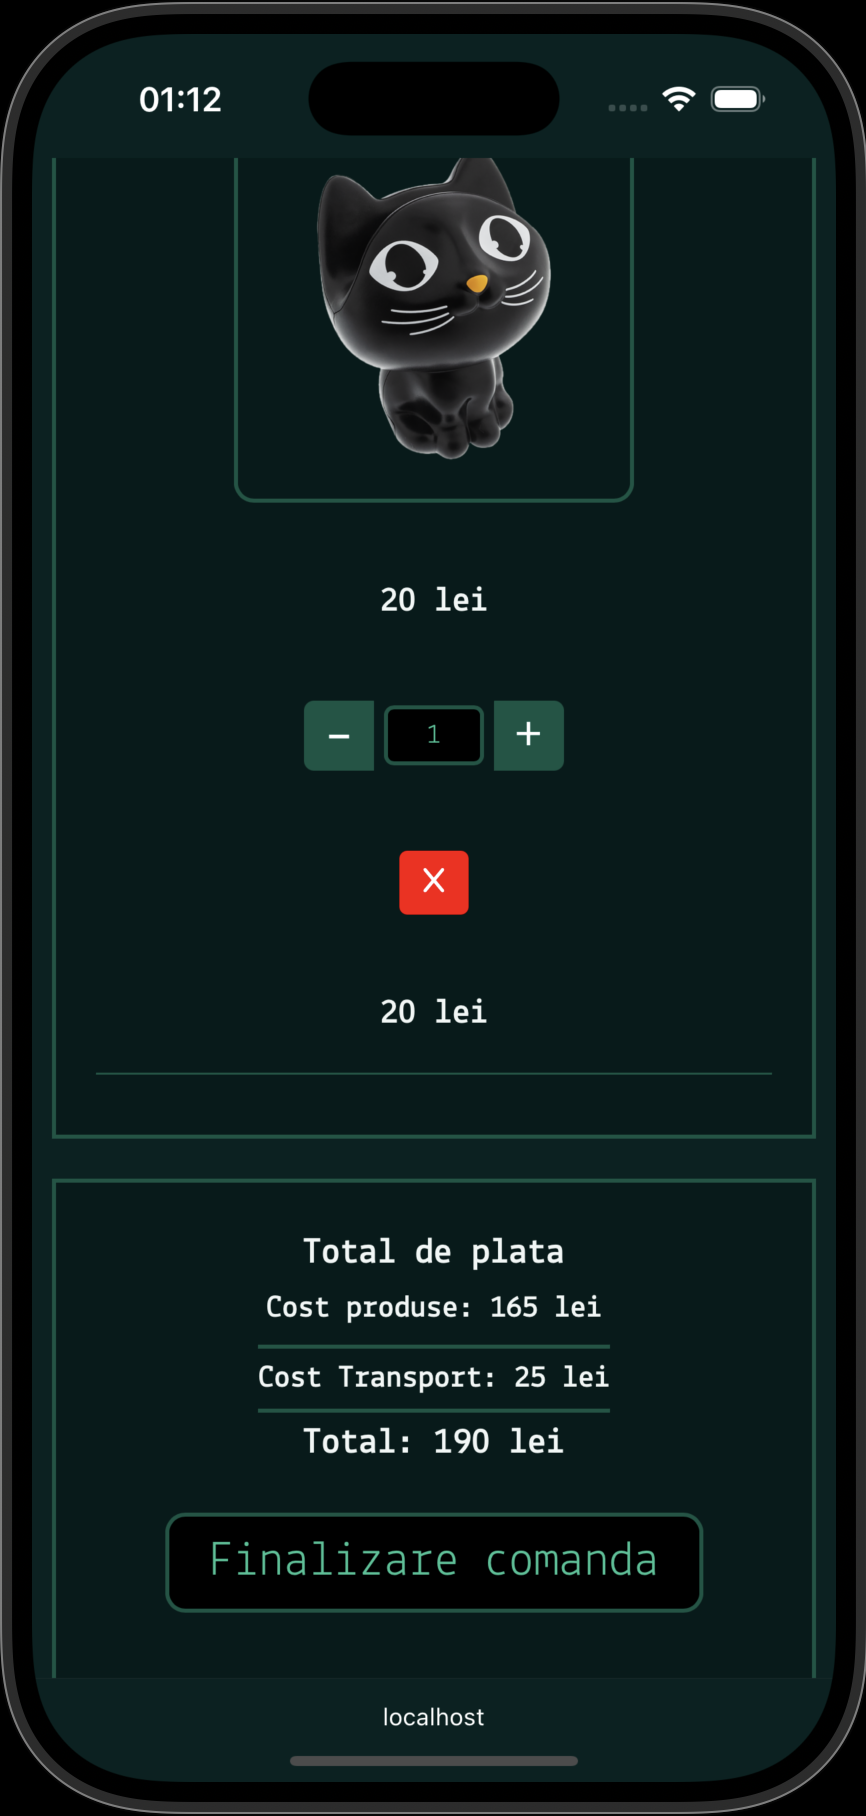 01:12
20 lei
− 1 +
X
20 lei
Total de plata
Cost produse: 165 lei
Cost Transport: 25 lei
Total: 190 lei
Finalizare comanda
localhost